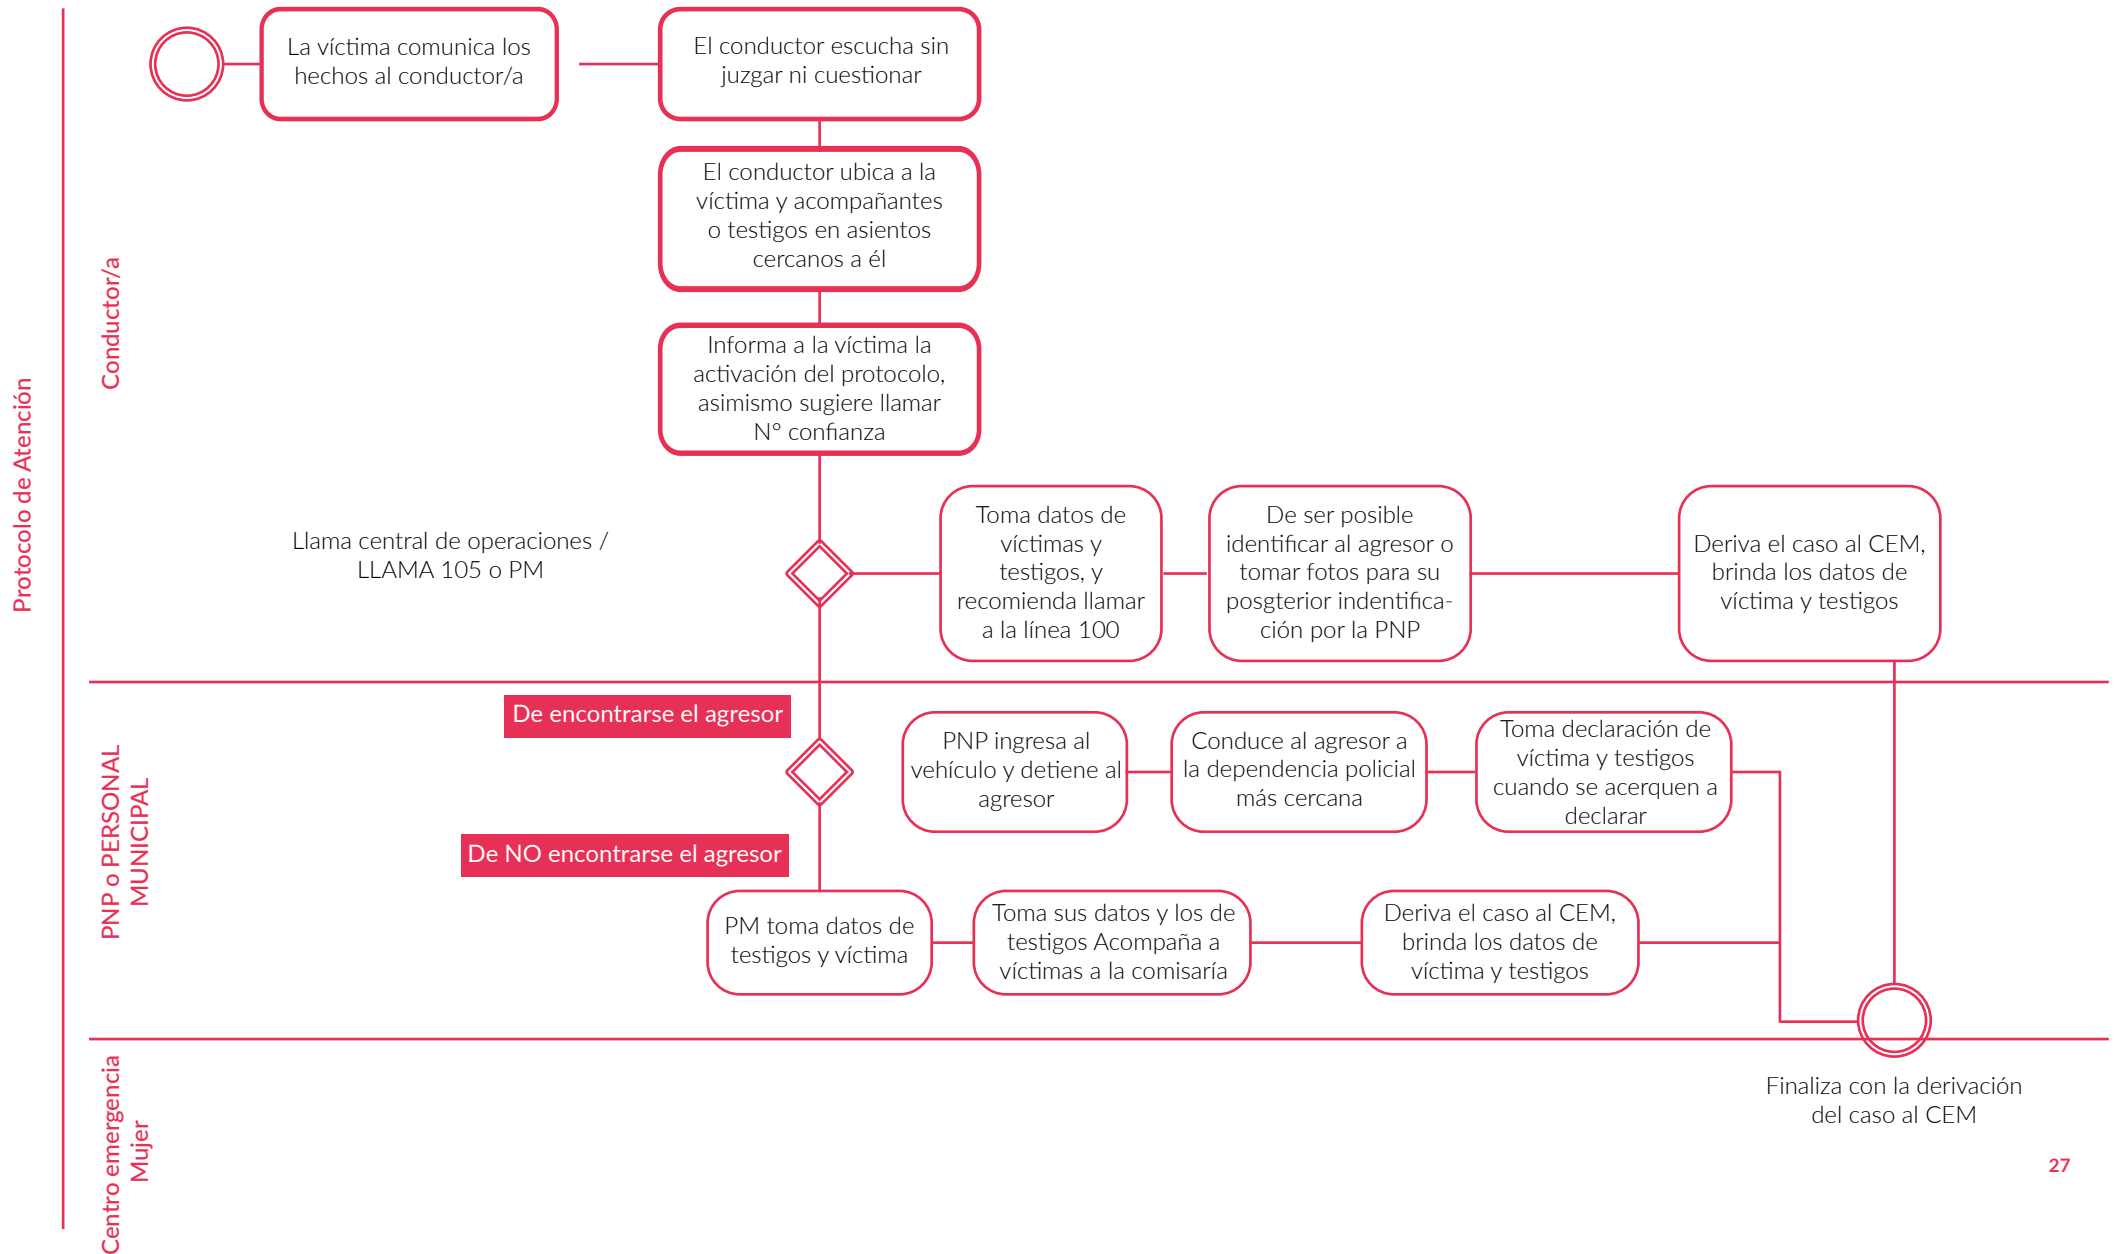 Protocolo de Atención
Conductor/a
La víctima comunica los
hechos al conductor/a
El conductor escucha sin
juzgar ni cuestionar
El conductor ubica a la
víctima y acompañantes
o testigos en asientos
cercanos a él
Informa a la víctima la
activación del protocolo,
asimismo sugiere llamar
N° confianza
Llama central de operaciones /
LLAMA 105 o PM
Toma datos de
víctimas y
testigos, y
recomienda llamar
a la línea 100
De ser posible
identificar al agresor o
tomar fotos para su
posgterior indentifica-
ción por la PNP
Deriva el caso al CEM,
brinda los datos de
víctima y testigos
PNP o PERSONAL
MUNICIPAL
De encontrarse el agresor
PNP ingresa al
vehículo y detiene al
agresor
Conduce al agresor a
la dependencia policial
más cercana
Toma declaración de
víctima y testigos
cuando se acerquen a
declarar
De NO encontrarse el agresor
PM toma datos de
testigos y víctima
Toma sus datos y los de
testigos Acompaña a
víctimas a la comisaría
Deriva el caso al CEM,
brinda los datos de
víctima y testigos
Centro emergencia
Mujer
Finaliza con la derivación
del caso al CEM
27